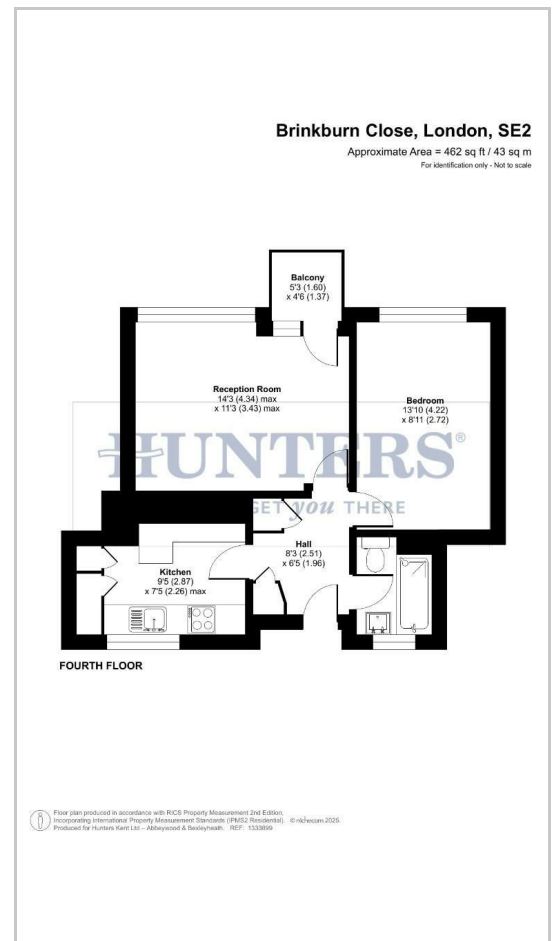 Brinkburn Close, London, SE2
Approximate Area = 462 sq ft / 43 sq m
For identification only - Not to scale
Balcony
5'3 (1.60)
x 4'6 (1.37)
Reception Room
14'3 (4.34) max
x 11'3 (3.43) max
Bedroom
13'10 (4.22)
x 8'11 (2.72)
HUNTERS®
GET you THERE
Hall
8'3 (2.51)
x 6'5 (1.96)
Kitchen
9'5 (2.87)
x 7'5 (2.26) max
FOURTH FLOOR
Floor plan produced in accordance with RICS Property Measurement 2nd Edition,
Incorporating International Property Measurement Standards (IPMS2 Residential). © nichecom 2025.
Produced for Hunters Kent Ltd – Abbeywood & Bexleyheath. REF: 1333899